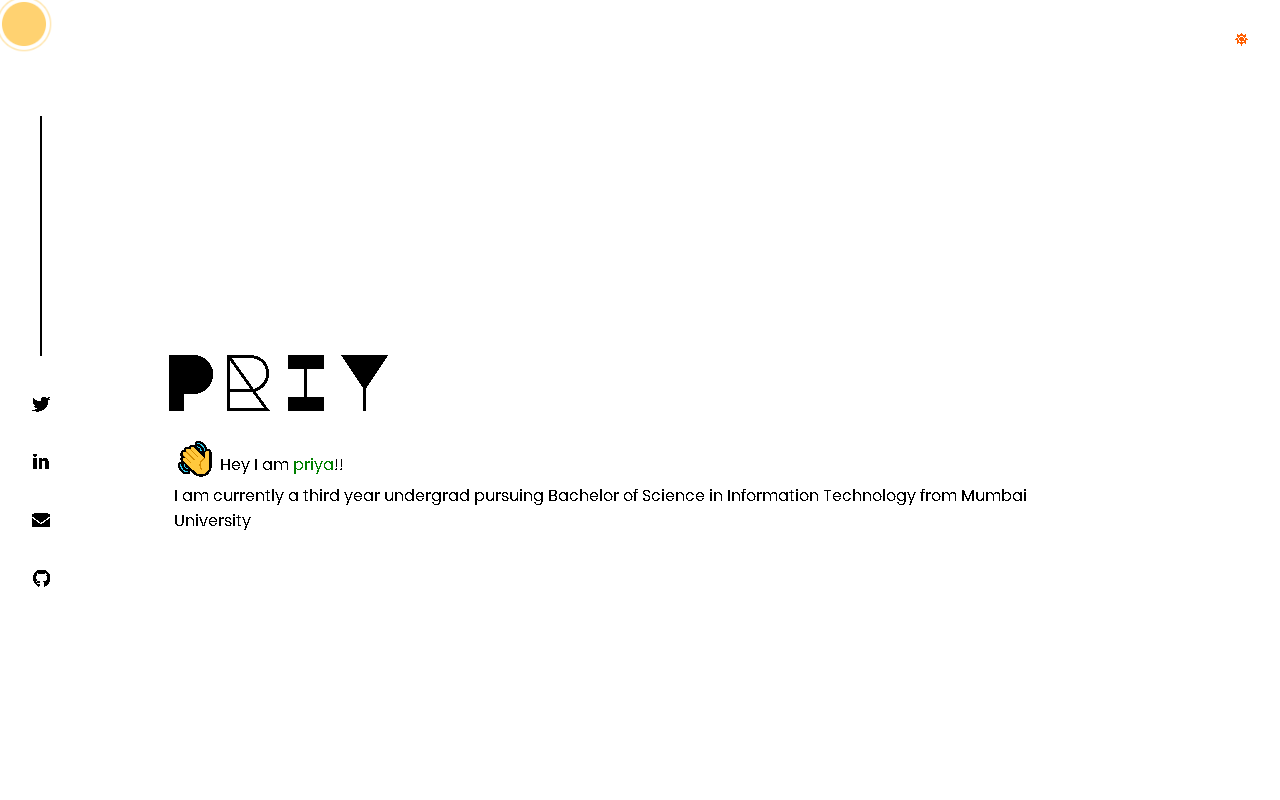 PRIY
Hey I am priya!!
I am currently a third year undergrad pursuing Bachelor of Science in Information Technology from Mumbai
University